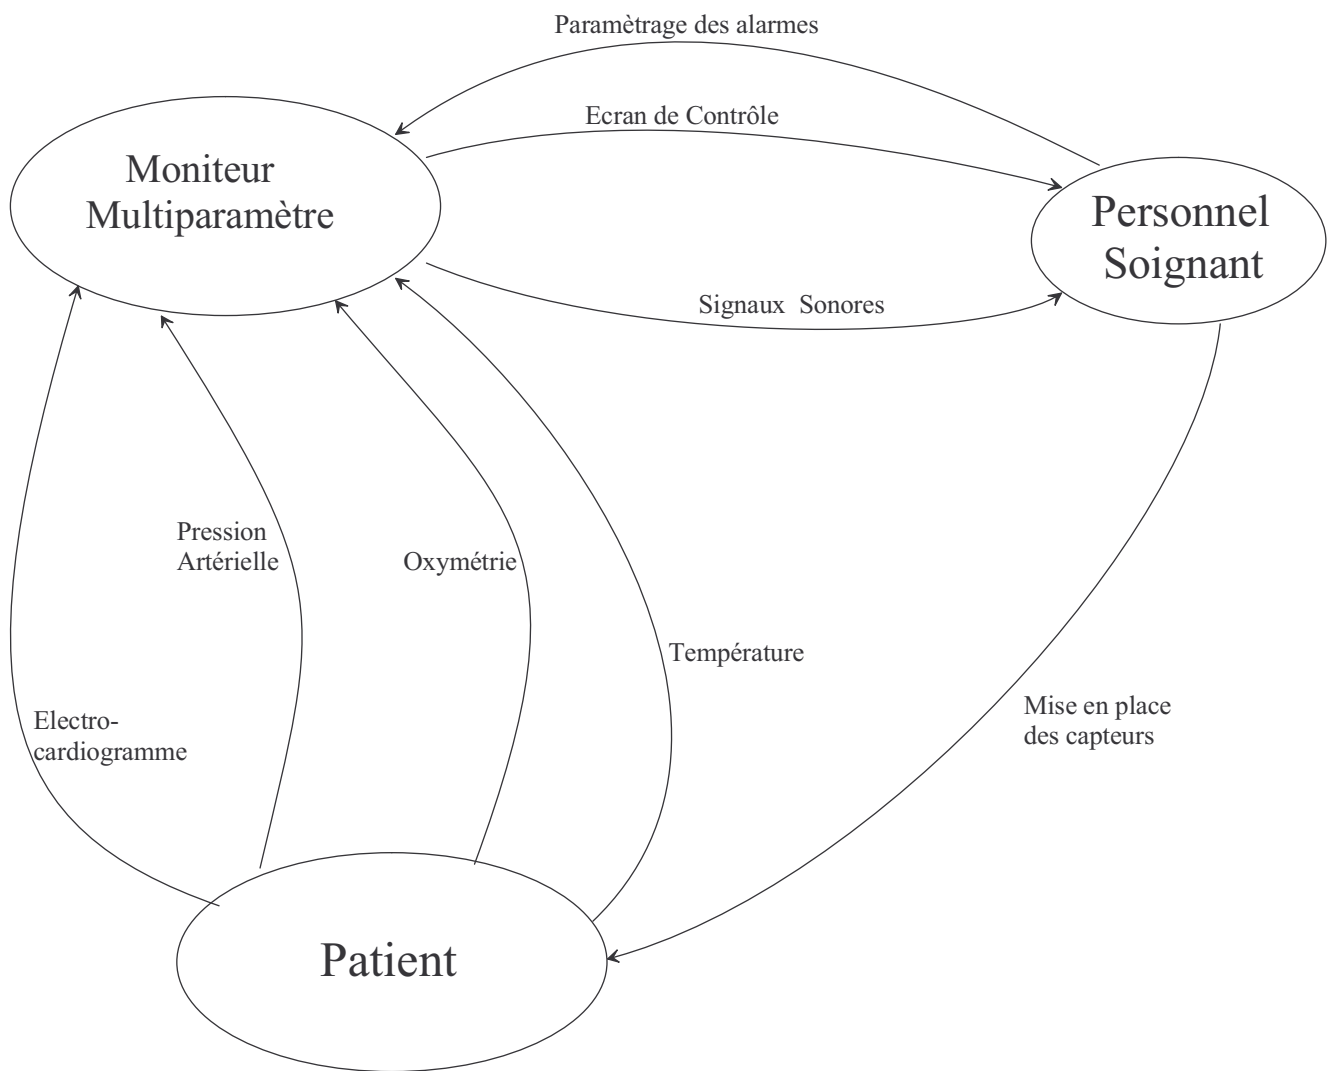 Paramètrage des alarmes
Ecran de Contrôle
Moniteur
Multiparamètre
Personnel
Soignant
Signaux Sonores
Pression
Artérielle
Oxymétrie
Température
Electro-
cardiogramme
Mise en place
des capteurs
Patient